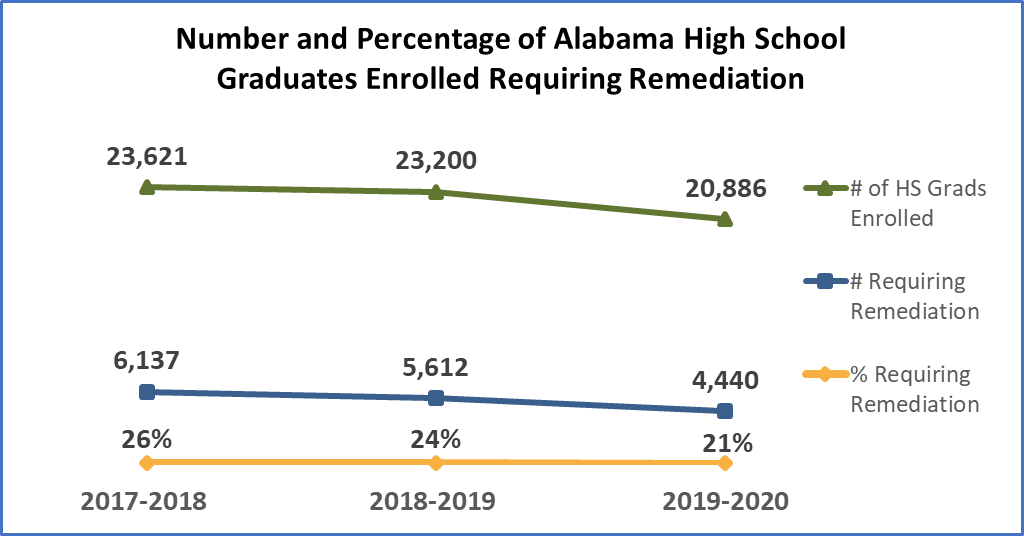 Number and Percentage of Alabama High School
Graduates Enrolled Requiring Remediation
23,621
23,200
20,886
# of HS Grads
Enrolled
# Requiring
Remediation
6,137
5,612
4,440
% Requiring
Remediation
26%
24%
21%
2017-2018
2018-2019
2019-2020